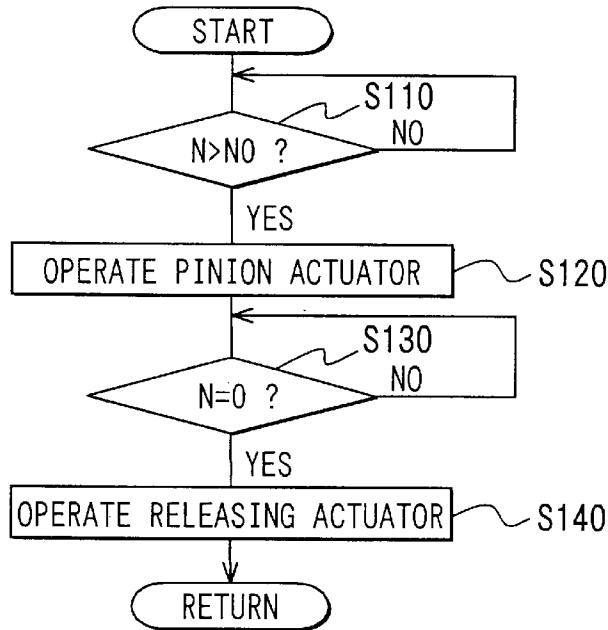 START
S110
N>N0 ?
NO
YES
OPERATE PINION ACTUATOR
S120
S130
N=0 ?
NO
YES
OPERATE RELEASING ACTUATOR
S140
RETURN